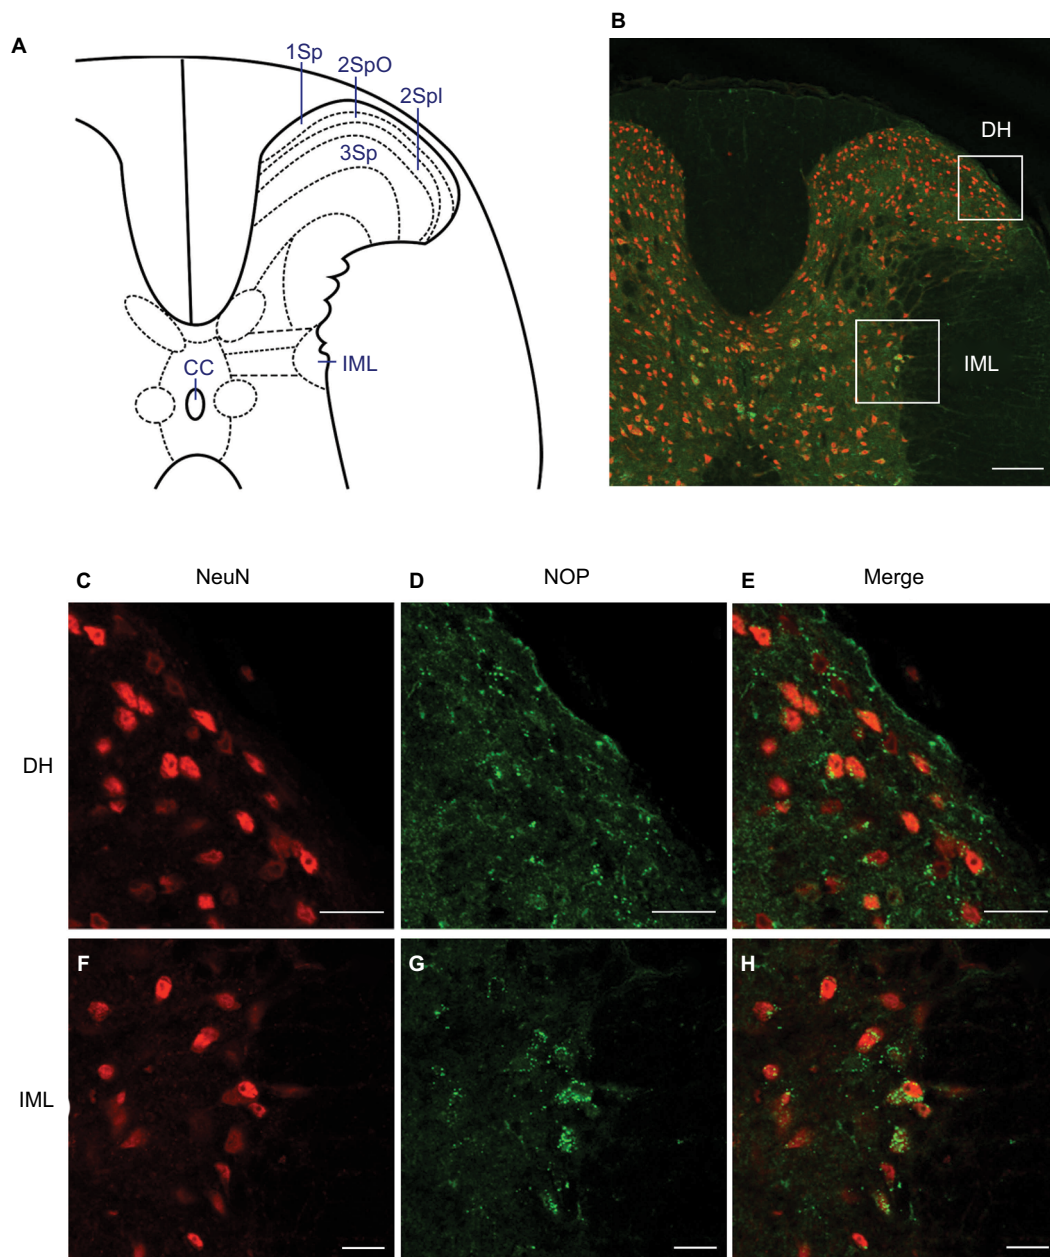 A
1Sp
2SpO
2SpI
3Sp
CC
IML
B
DH
IML
C NeuN D NOP E Merge
DH
F G H
IML